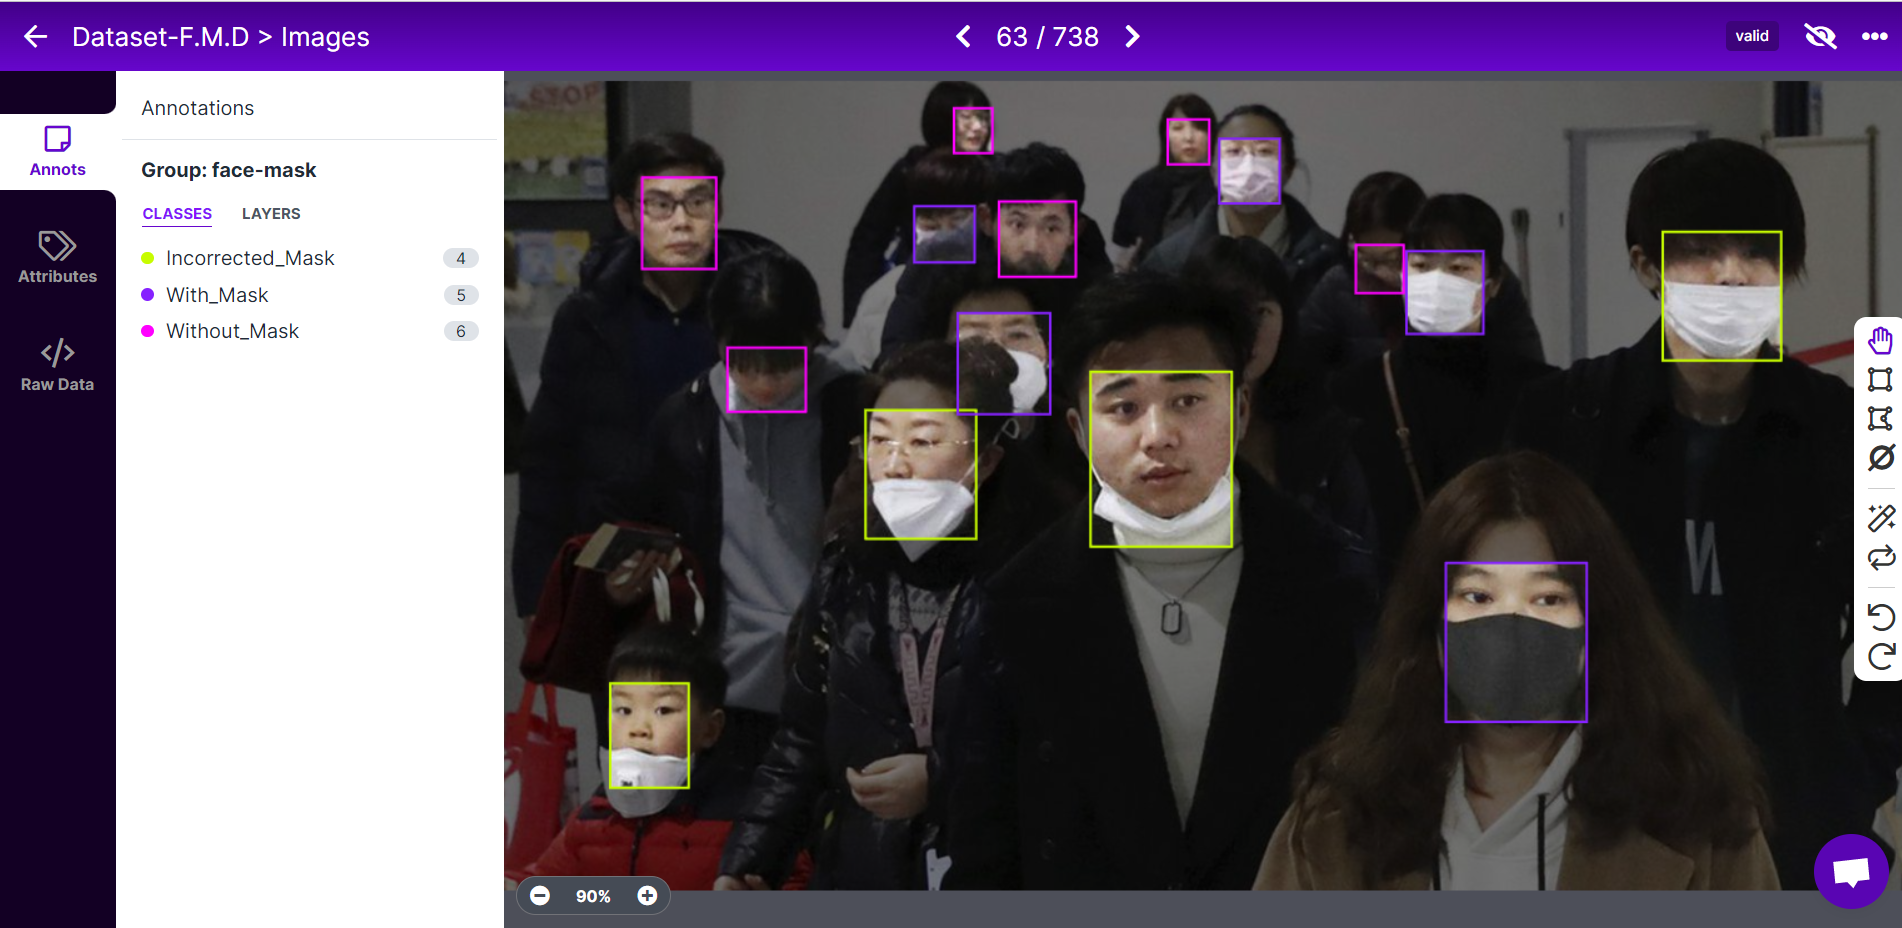 Dataset-F.M.D > Images
63 / 738
valid
Annots
Attributes
Raw Data
Annotations
Group: face-mask
CLASSES
LAYERS
Incorrected_Mask 4
With_Mask 5
Without_Mask 6
STOP
90%